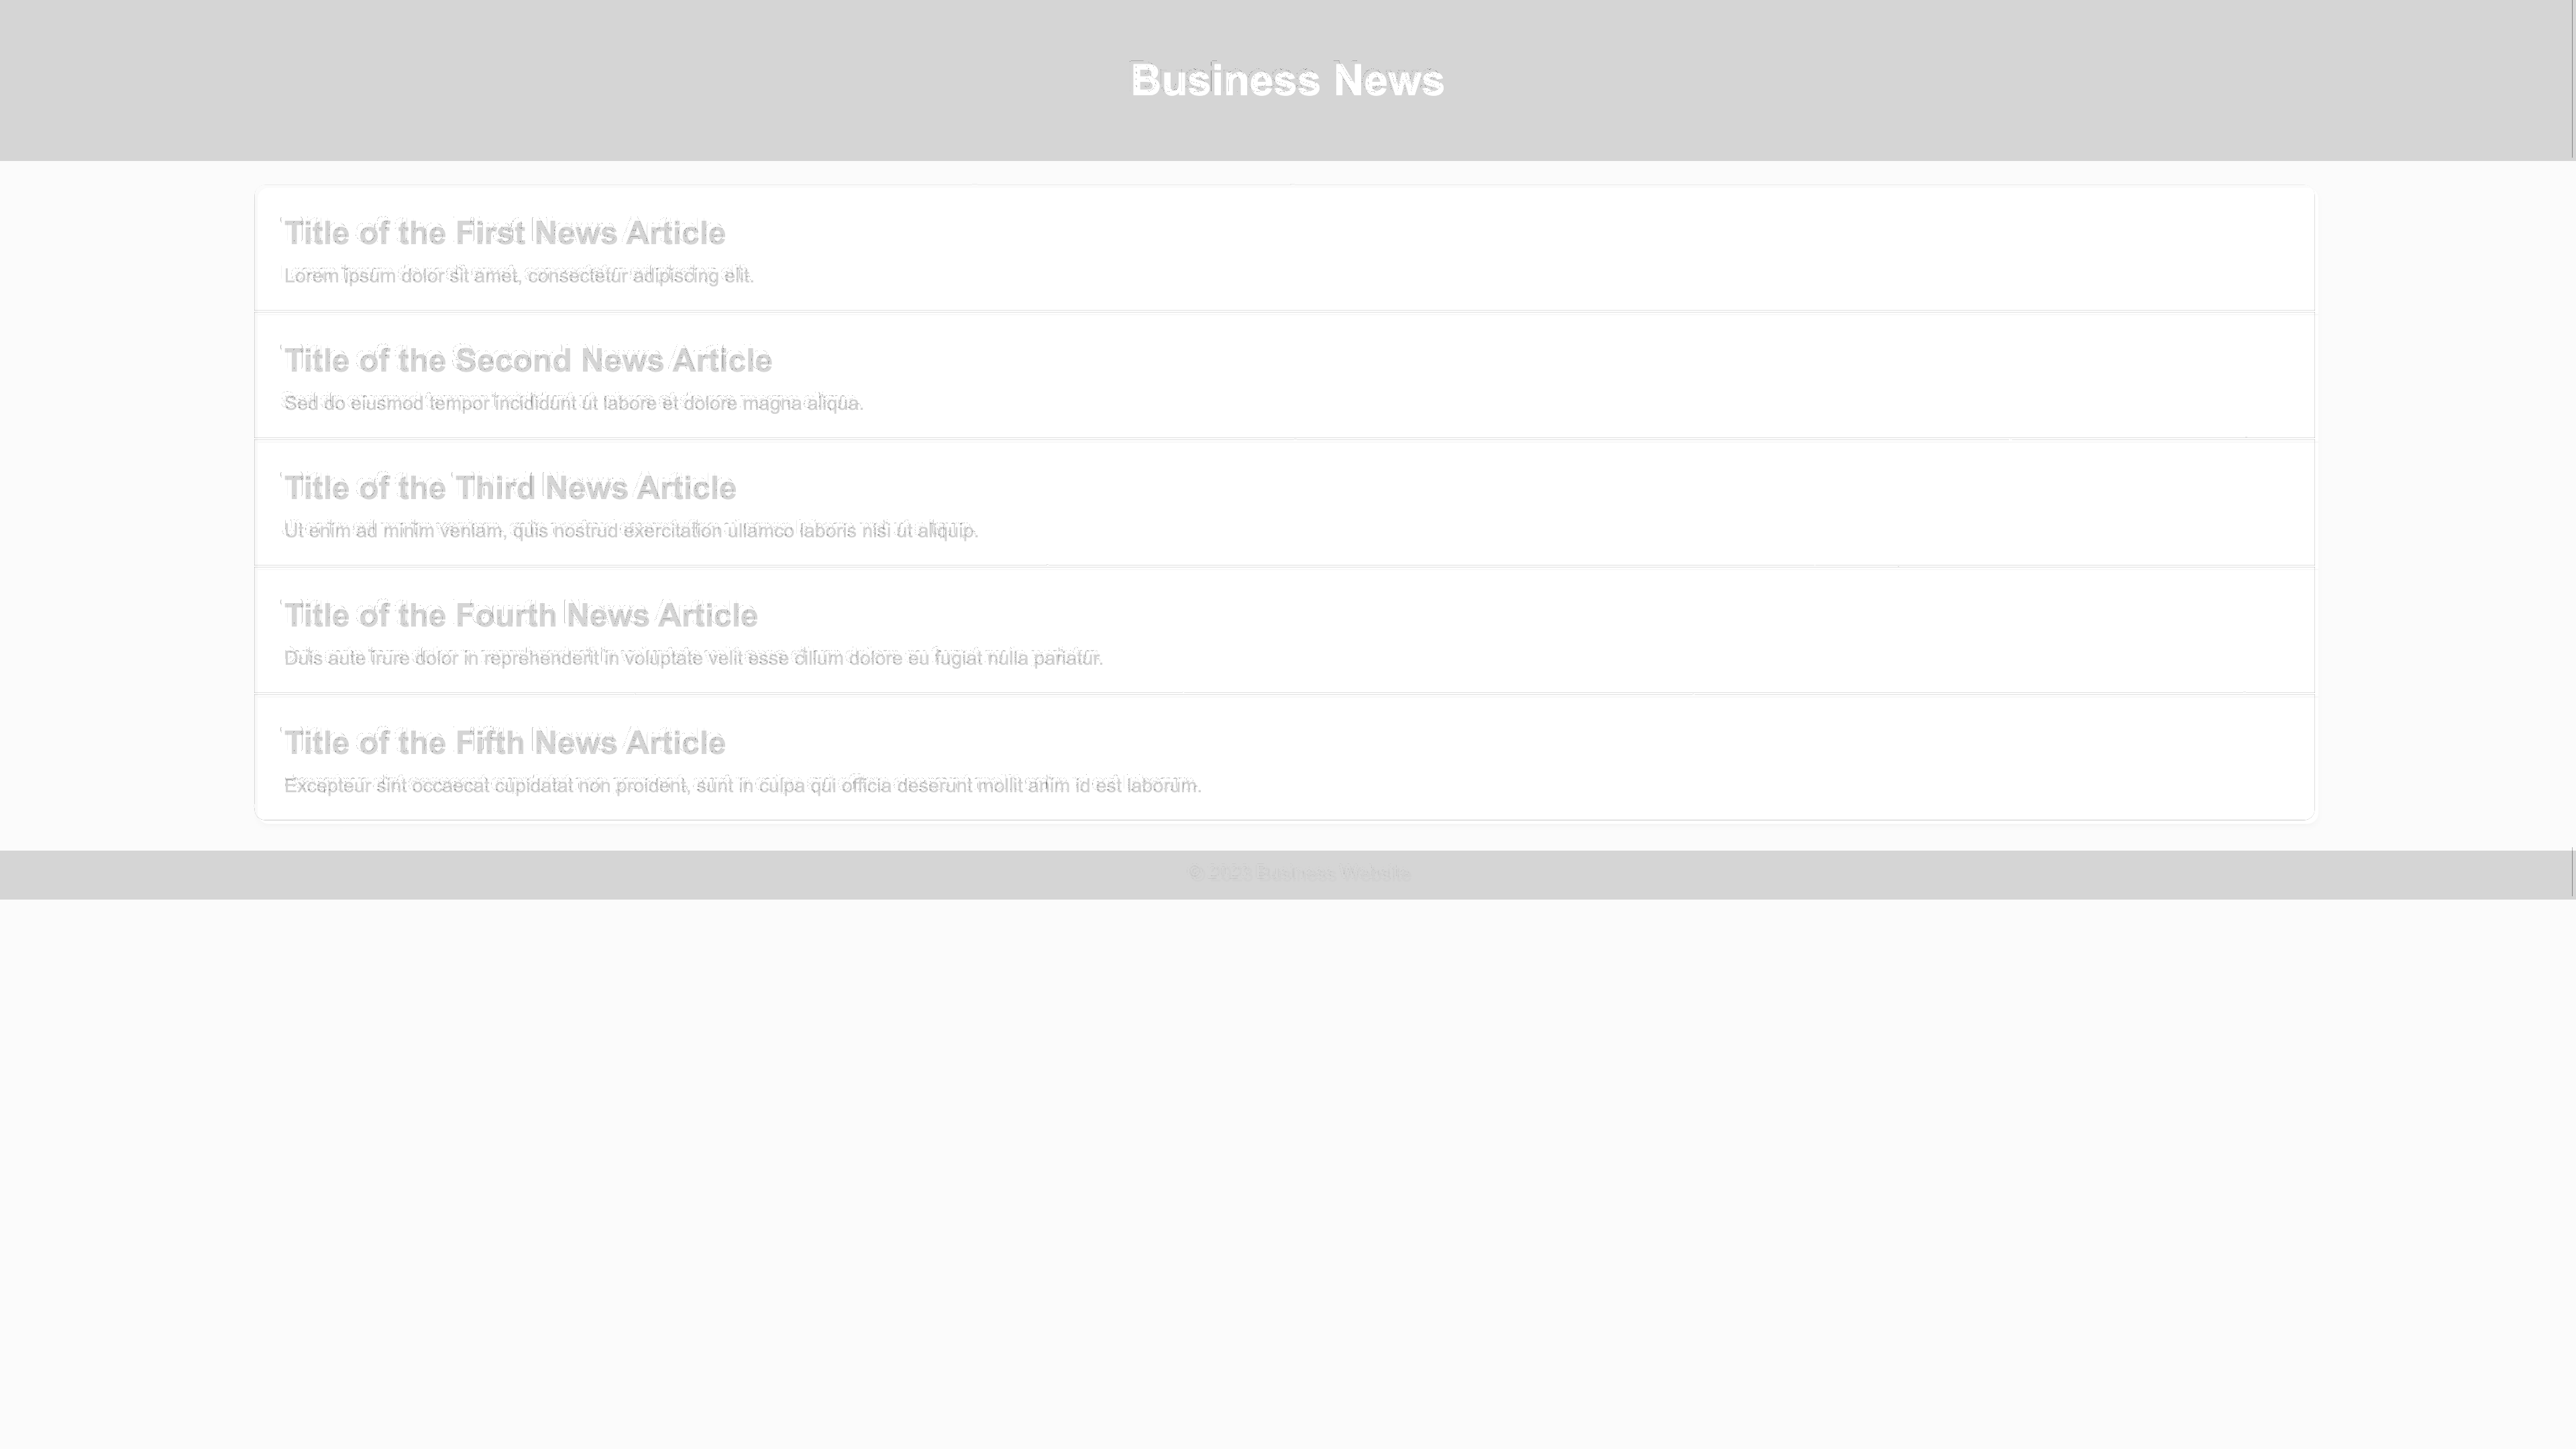 Business News
Title of the First News Article
Lorem ipsum dolor sit amet, consectetur adipiscing elit.
Title of the Second News Article
Sed do eiusmod tempor incididunt ut labore et dolore magna aliqua.
Title of the Third News Article
Ut enim ad minim veniam, quis nostrud exercitation ullamco laboris nisi ut aliquip.
Title of the Fourth News Article
Duis aute irure dolor in reprehenderit in voluptate velit esse cillum dolore eu fugiat nulla pariatur.
Title of the Fifth News Article
Excepteur sint occaecat cupidatat non proident, sunt in culpa qui officia deserunt mollit anim id est laborum.
© Business Website